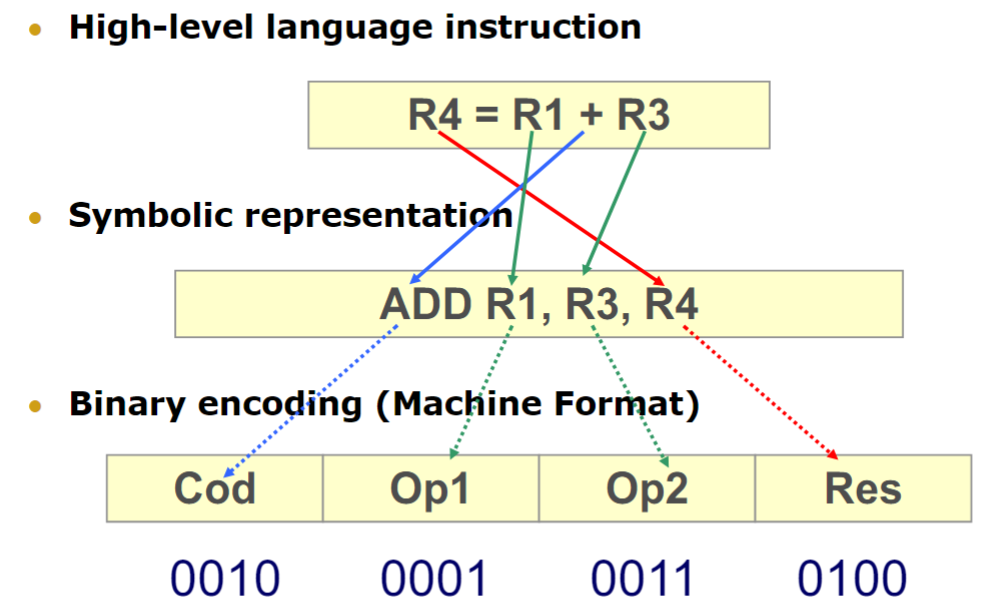 High-level language instruction
R4 = R1 + R3
Symbolic representation
ADD R1, R3, R4
Binary encoding (Machine Format)
Cod Op1 Op2 Res
0010 0001 0011 0100